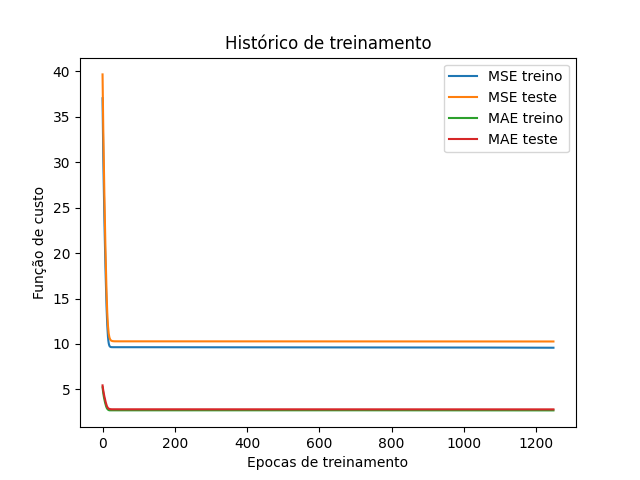 Histórico de treinamento
MSE treino
MSE teste
MAE treino
MAE teste
Função de custo
40
35
30
25
20
15
10
5
0 200 400 600 800 1000 1200
Epocas de treinamento